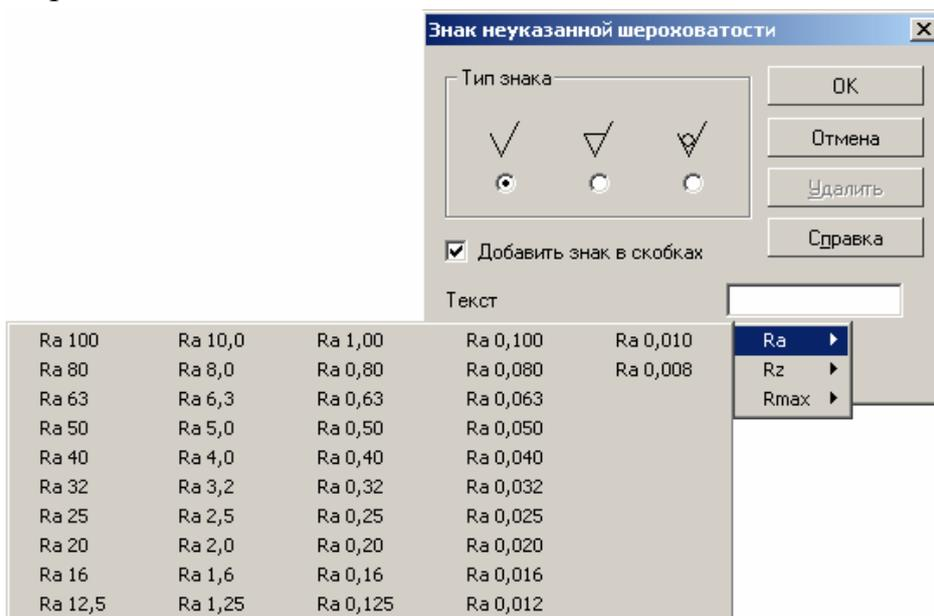 Знак неуказанной шероховатости
Тип знака
OK
Отмена
Удалить
Справка
Добавить знак в скобках
Текст
Ra 100 Ra 10,0 Ra 1,00 Ra 0,100 Ra 0,010
Ra 80 Ra 8,0 Ra 0,80 Ra 0,080 Ra 0,008
Ra 63 Ra 6,3 Ra 0,63 Ra 0,063
Ra 50 Ra 5,0 Ra 0,50 Ra 0,050
Ra 40 Ra 4,0 Ra 0,40 Ra 0,040
Ra 32 Ra 3,2 Ra 0,32 Ra 0,032
Ra 25 Ra 2,5 Ra 0,25 Ra 0,025
Ra 20 Ra 2,0 Ra 0,20 Ra 0,020
Ra 16 Ra 1,6 Ra 0,16 Ra 0,016
Ra 12,5 Ra 1,25 Ra 0,125 Ra 0,012
Ra
Rz
Rmax